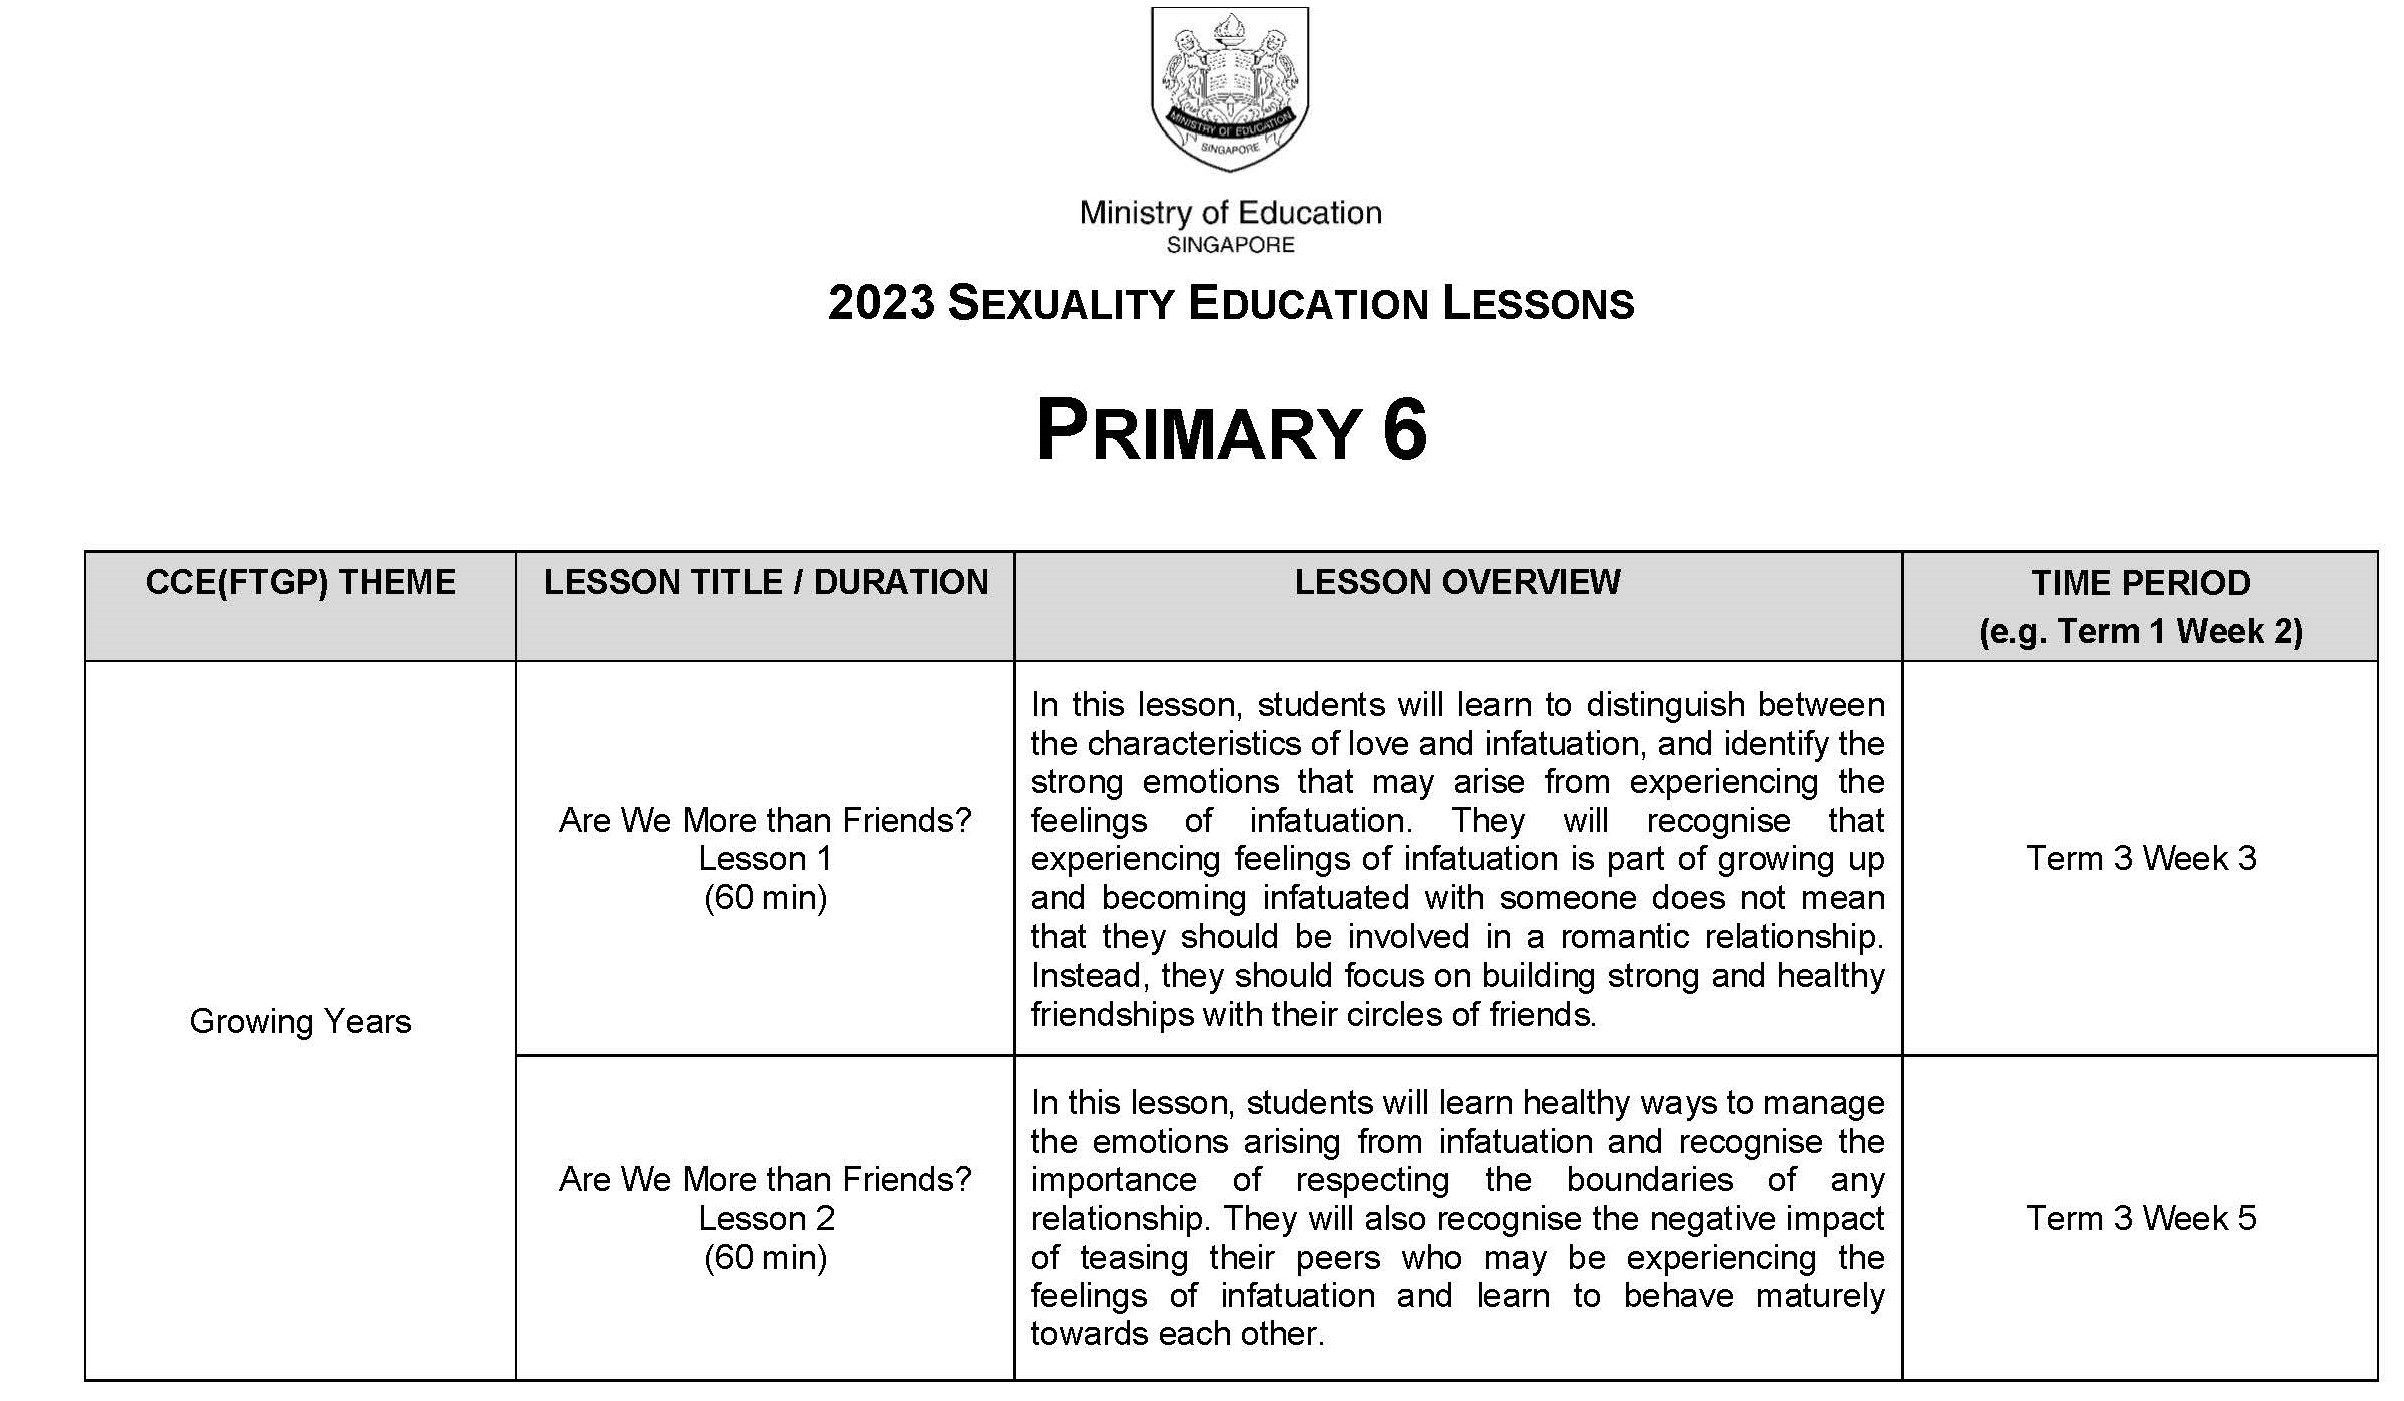 MINISTRY OF EDUCATION
SINGAPORE
Ministry of Education
SINGAPORE
2023 SEXUALITY EDUCATION LESSONS
PRIMARY 6
CCE(FTGP) THEME
LESSON TITLE / DURATION
LESSON OVERVIEW
TIME PERIOD
(e.g. Term 1 Week 2)
Growing Years
Are We More than Friends?
Lesson 1
(60 min)
In this lesson, students will learn to distinguish between
the characteristics of love and infatuation, and identify the
strong emotions that may arise from experiencing the
feelings of infatuation. They will recognise that
experiencing feelings of infatuation is part of growing up
and becoming infatuated with someone does not mean
that they should be involved in a romantic relationship.
Instead, they should focus on building strong and healthy
friendships with their circles of friends.
Term 3 Week 3
Are We More than Friends?
Lesson 2
(60 min)
In this lesson, students will learn healthy ways to manage
the emotions arising from infatuation and recognise the
importance of respecting the boundaries of any
relationship. They will also recognise the negative impact
of teasing their peers who may be experiencing the
feelings of infatuation and learn to behave maturely
towards each other.
Term 3 Week 5